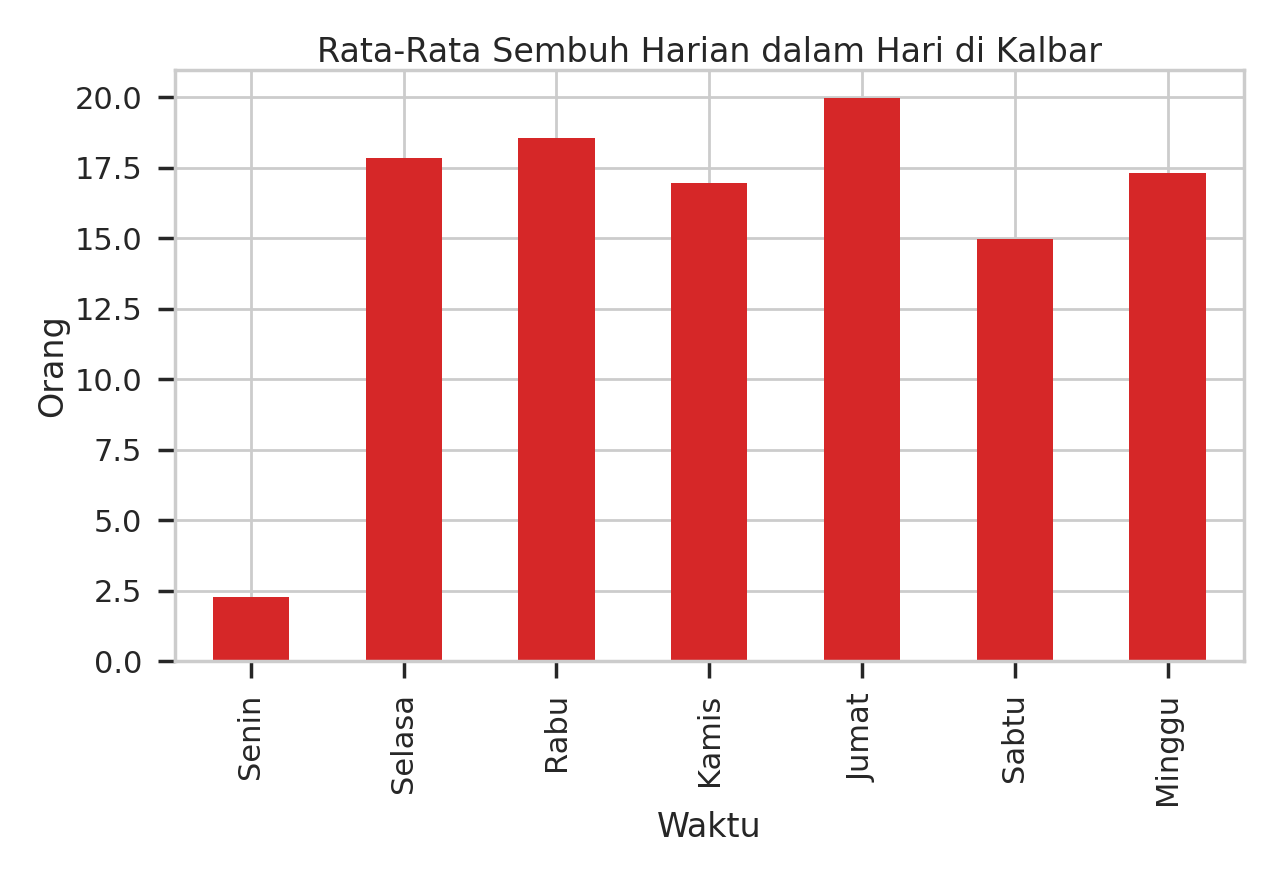 Rata-Rata Sembuh Harian dalam Hari di Kalbar
20.0
17.5
15.0
12.5
10.0
7.5
5.0
2.5
0.0
Orang
Senin
Selasa
Rabu
Kamis
Jumat
Sabtu
Minggu
Waktu